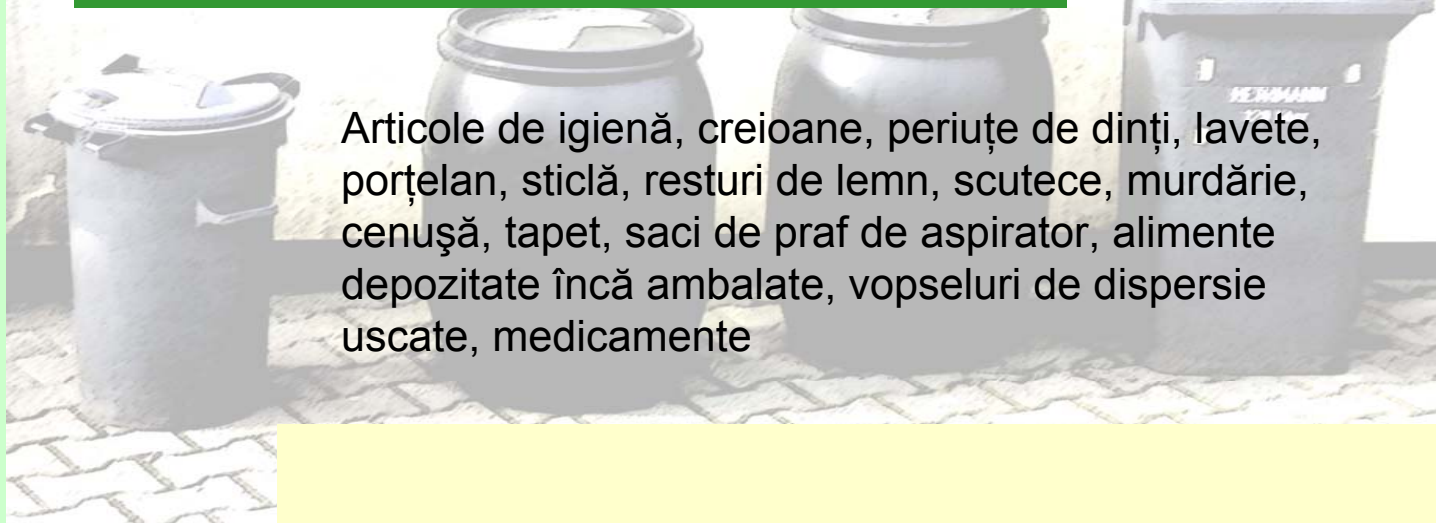 Articole de igienă, creioane, periuțe de dinți, lavete,
porțelan, sticlă, resturi de lemn, scutece, murdărie,
cenuşă, tapet, saci de praf de aspirator, alimente
depozitate încă ambalate, vopseluri de dispersie
uscate, medicamente